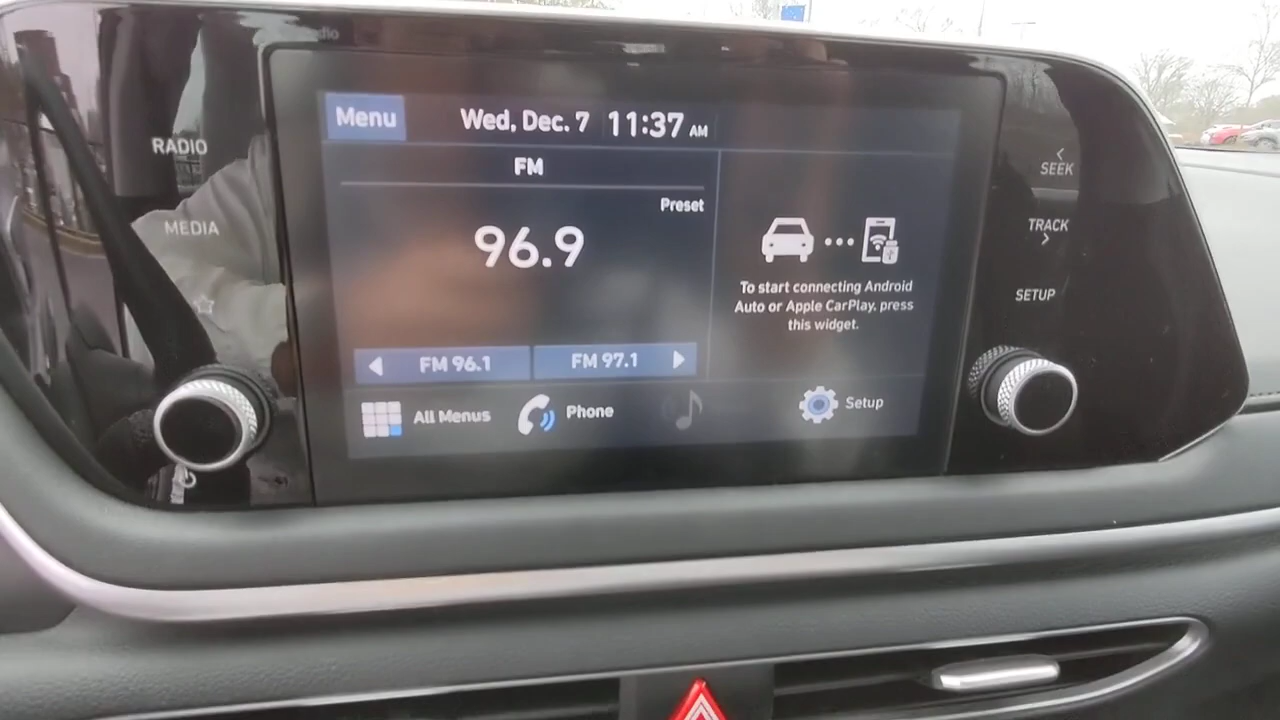 Menu
Wed, Dec. 7 11:37 AM
RADIO
FM
SEEK
Preset
MEDIA
TRACK
96.9
To start connecting Android
Auto or Apple CarPlay, press
this widget.
SETUP
FM 96.1
FM 97.1
All Menus
Phone
Setup